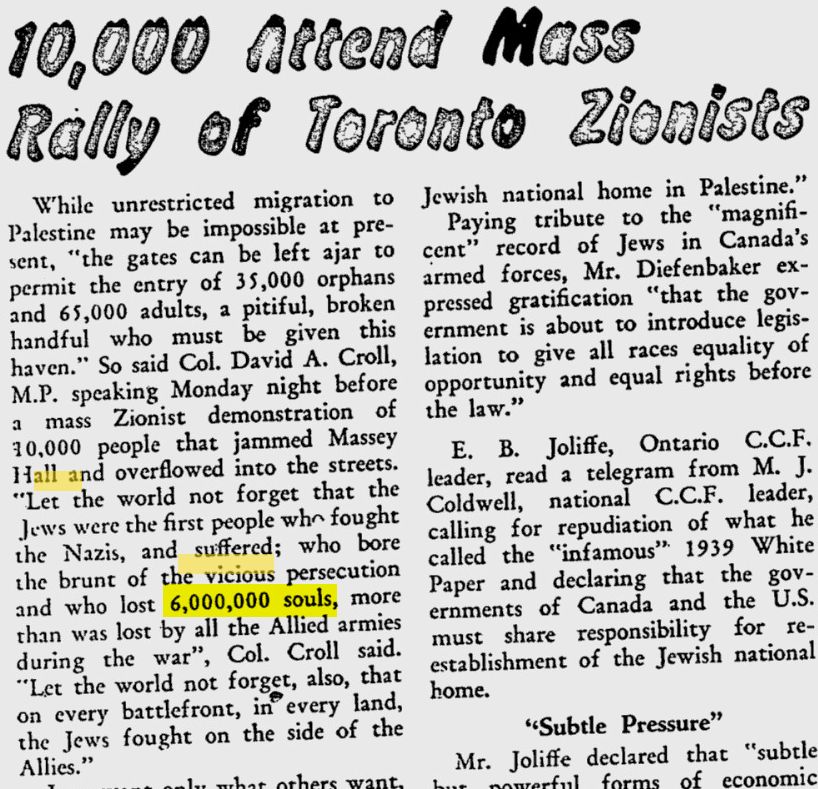 10,000 Attend Mass
Rally of Toronto Zionists
While unrestricted migration to
Palestine may be impossible at pre-
sent, "the gates can be left ajar to
permit the entry of 35,000 orphans
and 65,000 adults, a pitiful, broken
handful who must be given this
haven." So said Col. David A. Croll,
M.P. speaking Monday night before
a mass Zionist demonstration of
10,000 people that jammed Massey
Hall and overflowed into the streets.
"Let the world not forget that the
Jews were the first people who fought
the Nazis, and suffered; who bore
the brunt of the vicious persecution
and who lost 6,000,000 souls, more
than was lost by all the Allied armies
during the war", Col. Croll said.
"Let the world not forget, also, that
on every battlefront, in every land,
the Jews fought on the side of the
Allies."
only what others want,
Jewish national home in Palestine."
Paying tribute to the "magnifi-
cent" record of Jews in Canada's
armed forces, Mr. Diefenbaker ex-
pressed gratification "that the gov-
ernment is about to introduce legis-
lation to give all races equality of
opportunity and equal rights before
the law."
E. B. Joliffe, Ontario C.C.F.
leader, read a telegram from M. J.
Coldwell, national C.C.F. leader,
calling for repudiation of what he
called the "infamous" 1939 White
Paper and declaring that the gov-
ernments of Canada and the U.S.
must share responsibility for re-
establishment of the Jewish national
home.
"Subtle Pressure"
Mr. Joliffe declared that "subtle
but powerful forms of economic